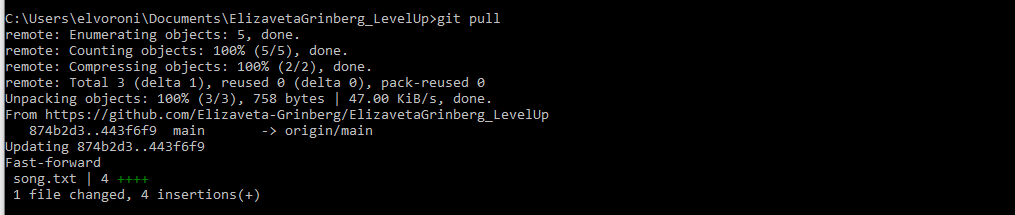 C:\Users\elvoroni\Documents\ElizavetaGrinberg_LevelUp>git pull
remote: Enumerating objects: 5, done.
remote: Counting objects: 100% (5/5), done.
remote: Compressing objects: 100% (2/2), done.
remote: Total 3 (delta 1), reused 0 (delta 0), pack-reused 0
Unpacking objects: 100% (3/3), 758 bytes | 47.00 KiB/s, done.
From https://github.com/Elizaveta-Grinberg/ElizavetaGrinberg_LevelUp
   874b2d3..443f6f9  main       -> origin/main
Updating 874b2d3..443f6f9
Fast-forward
 song.txt | 4 ++++
 1 file changed, 4 insertions(+)